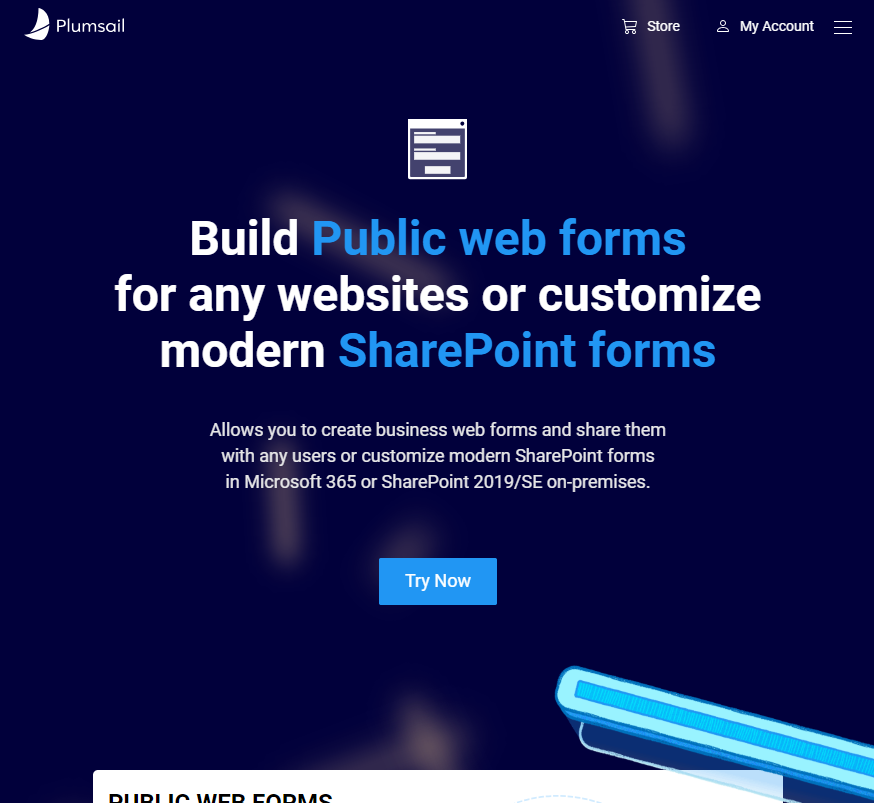 Plumsail
Store
My Account
Build Public web forms
for any websites or customize
modern SharePoint forms
Allows you to create business web forms and share them
with any users or customize modern SharePoint forms
in Microsoft 365 or SharePoint 2019/SE on-premises.
Try Now
PUBLIC WEB FORMS